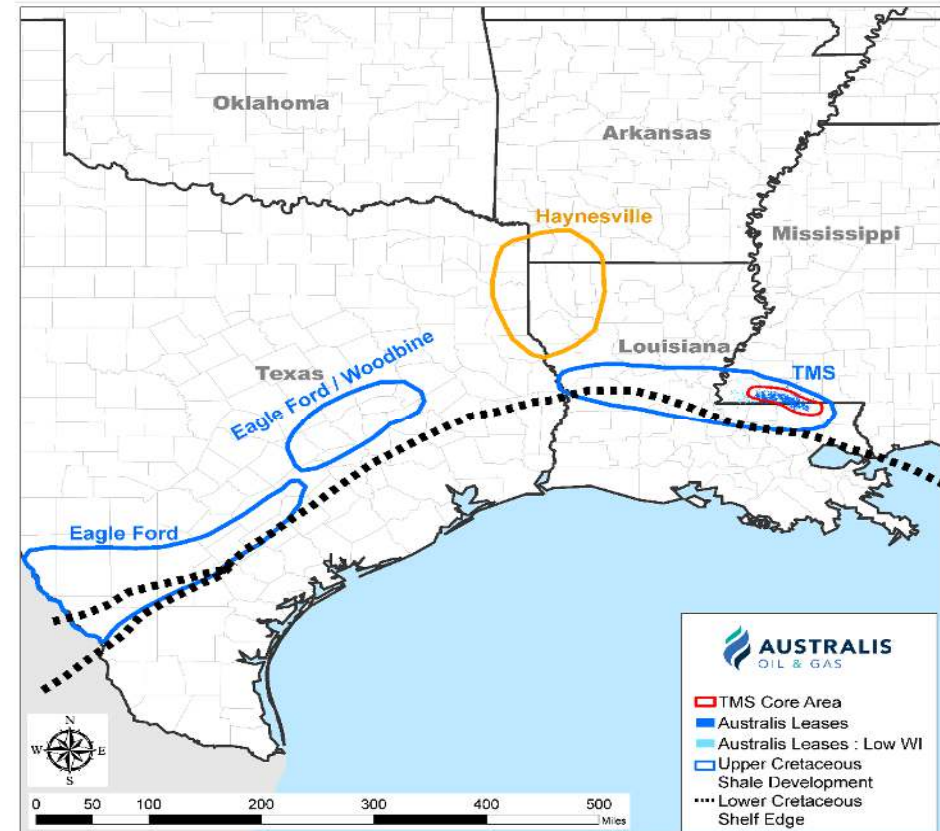 Oklahoma
Arkansas
Haynesville
Mississippi
Louisiana
TMS
Texas
Eagle Ford / Woodbine
Eagle Ford
AUSTRALIS
OIL & GAS
TMS Core Area
Australis Leases
Australis Leases : Low WI
Upper Cretaceous
Shale Development
Lower Cretaceous
Shelf Edge
N
W E
S
0 50 100 200 300 400 500
Miles